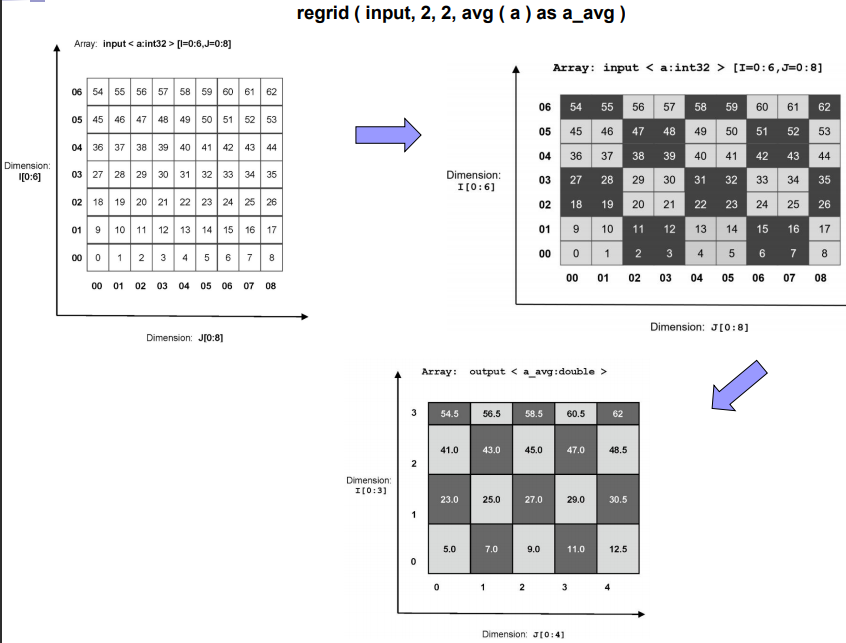 regrid ( input, 2, 2, avg ( a ) as a_avg )
Array: input < a:int32 > [I=0:6,J=0:8]
06 54 55 56 57 58 59 60 61 62
05 45 46 47 48 49 50 51 52 53
04 36 37 38 39 40 41 42 43 44
Dimension:
I[0:6]
03 27 28 29 30 31 32 33 34 35
02 18 19 20 21 22 23 24 25 26
01 9 10 11 12 13 14 15 16 17
00 0 1 2 3 4 5 6 7 8
00 01 02 03 04 05 06 07 08
Dimension: J[0:8]
Array: input < a:int32 > [I=0:6,J=0:8]
06 54 55 56 57 58 59 60 61 62
05 45 46 47 48 49 50 51 52 53
04 36 37 38 39 40 41 42 43 44
Dimension:
I[0:6]
03 27 28 29 30 31 32 33 34 35
02 18 19 20 21 22 23 24 25 26
01 9 10 11 12 13 14 15 16 17
00 0 1 2 3 4 5 6 7 8
00 01 02 03 04 05 06 07 08
Dimension: J[0:8]
Array: output < a_avg:double >
3 54.5 56.5 58.5 60.5 62
2 41.0 43.0 45.0 47.0 48.5
Dimension:
I[0:3]
1 23.0 25.0 27.0 29.0 30.5
0 5.0 7.0 9.0 11.0 12.5
0 1 2 3 4
Dimension: J[0:4]